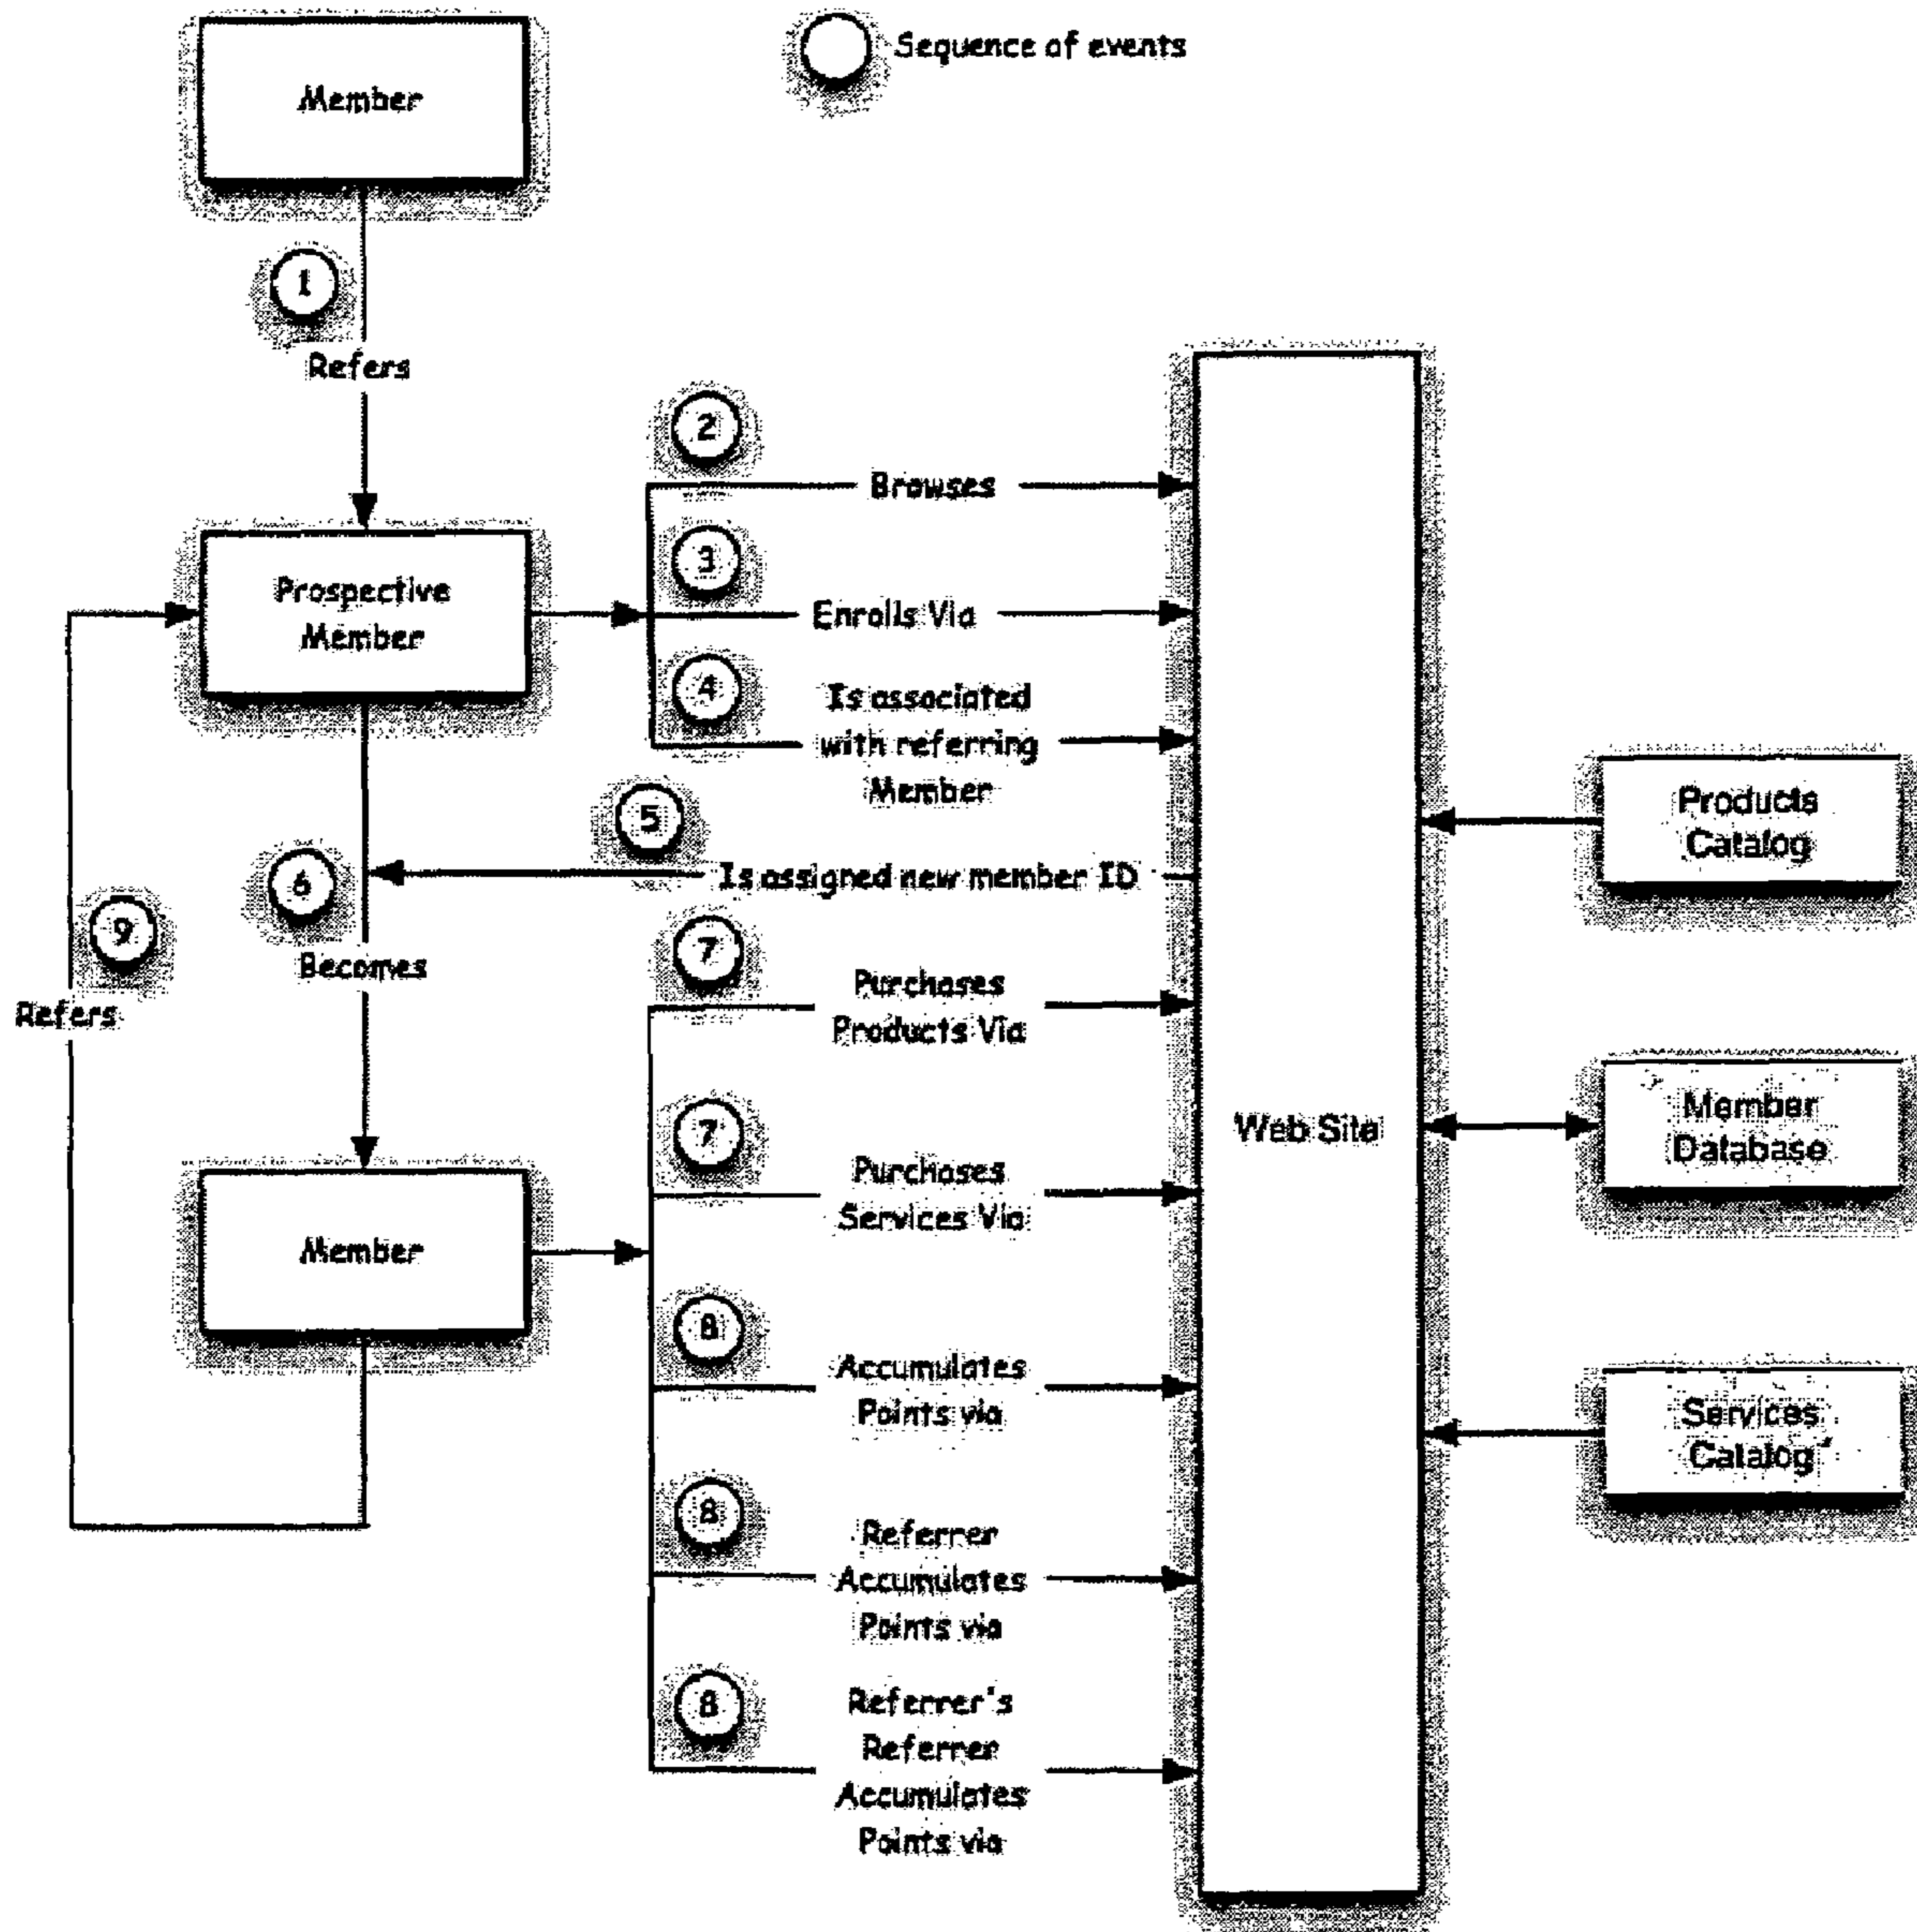 Member
Sequence of events
1
Refers
2
Browses
3
Prospective
Member
Enrolls Via
4
Is associated
with referring
Member
5
Is assigned new member ID
6
Becomes
9
Refers
7
Purchases
Products Via
7
Purchases
Services Via
Member
8
Accumulates
Points via
8
Referrer
Accumulates
Points via
8
Referrer's
Referrer
Accumulates
Points via
Web Site
Products
Catalog
Member
Database
Services
Catalog